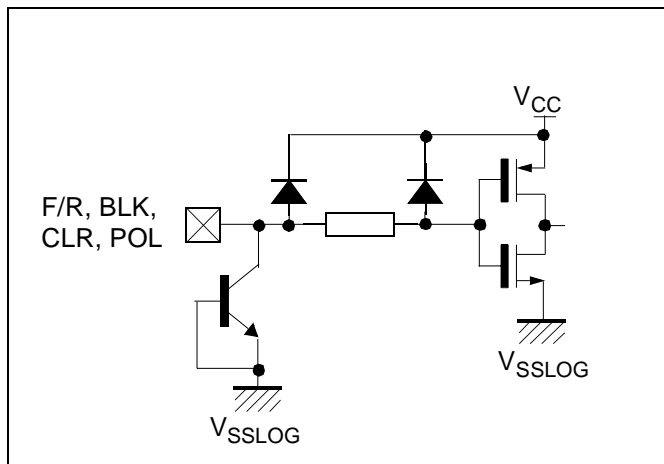 V_CC
F/R, BLK,
CLR, POL
V_SSLOG
V_SSLOG